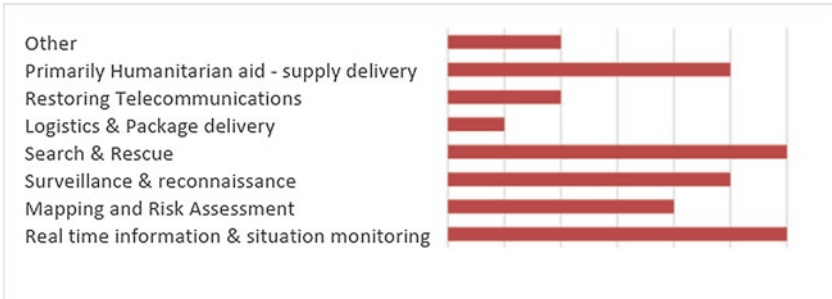 Other
Primarily Humanitarian aid - supply delivery
Restoring Telecommunications
Logistics & Package delivery
Search & Rescue
Surveillance & reconnaissance
Mapping and Risk Assessment
Real time information & situation monitoring